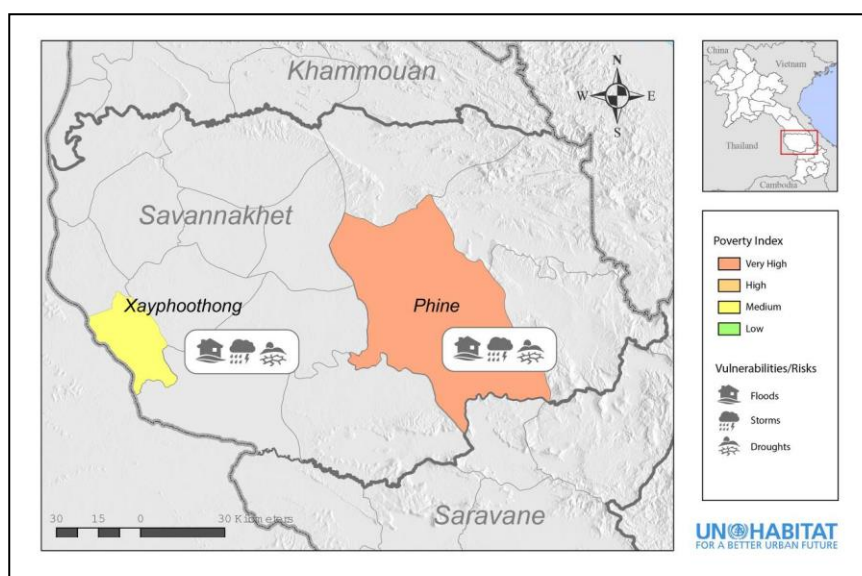 Khammouan
N
W E
S
Savannakhet
Xayphoothong
Phine
Saravane
30 15 0 30 Kilometers
China
Vietnam
Thailand
Cambodia
Poverty Index
Very High
High
Medium
Low
Vulnerabilities/Risks
Floods
Storms
Droughts
UN HABITAT
FOR A BETTER URBAN FUTURE